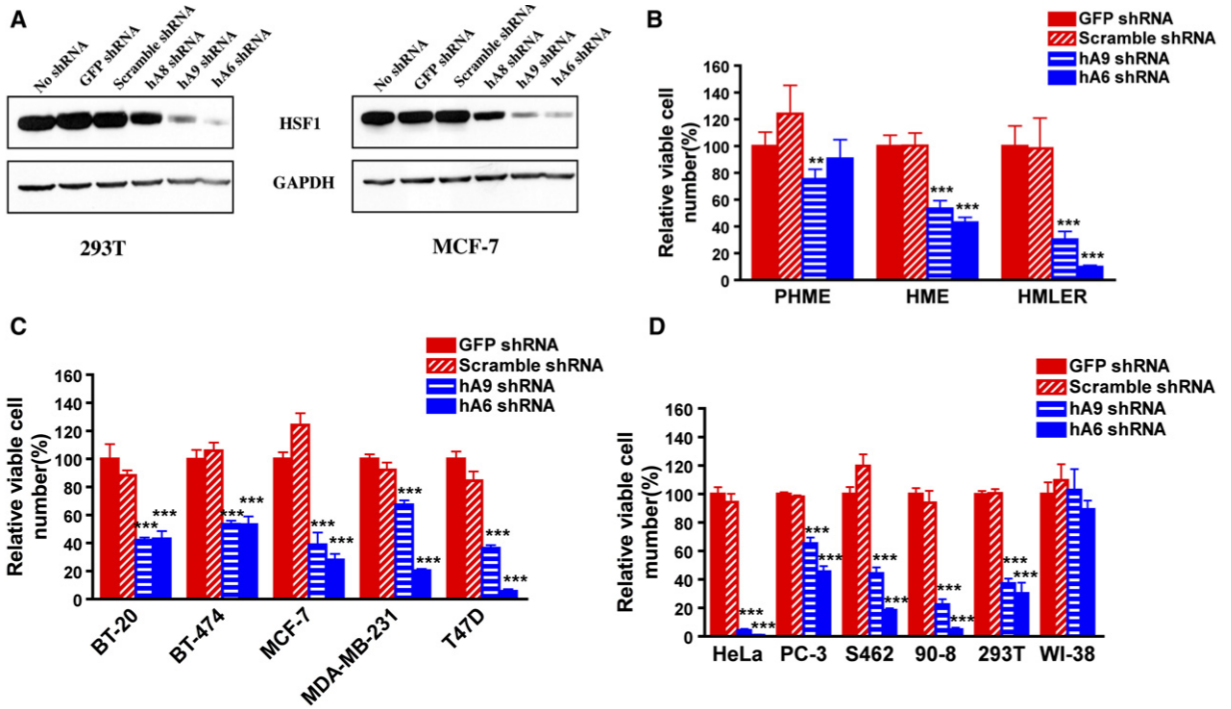 A
No shRNA
GFP shRNA
Scramble shRNA
hA8 shRNA
hA9 shRNA
hA6 shRNA
No shRNA
GFP shRNA
Scramble shRNA
hA8 shRNA
hA9 shRNA
hA6 shRNA
HSF1
GAPDH
293T
MCF-7
B
GFP shRNA
Scramble shRNA
hA9 shRNA
hA6 shRNA
Relative viable cell
number(%)
160
140
120
100
80
60
40
20
0
**
***
***
***
***
PHME
HME
HMLER
C
GFP shRNA
Scramble shRNA
hA9 shRNA
hA6 shRNA
Relative viable cell
number(%)
160
140
120
100
80
60
40
20
0
***
***
***
***
***
***
***
***
***
***
BT-20
BT-474
MCF-7
MDA-MB-231
T47D
D
GFP shRNA
Scramble shRNA
hA9 shRNA
hA6 shRNA
Relative viable cell
mumber(%)
160
140
120
100
80
60
40
20
0
***
***
***
***
***
***
***
***
***
***
HeLa
PC-3
S462
90-8
293T
WI-38